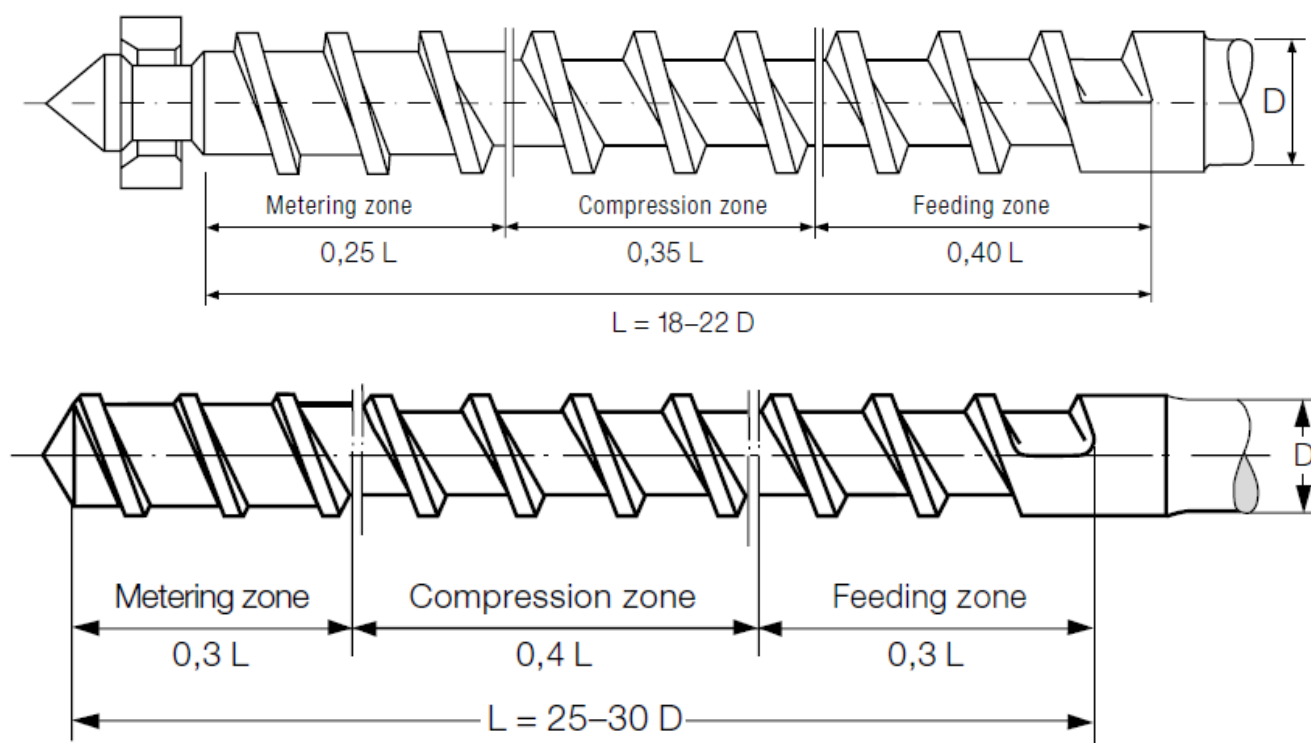 D
Metering zone
Compression zone
Feeding zone
0,25 L
0,35 L
0,40 L
L = 18–22 D
D
Metering zone
Compression zone
Feeding zone
0,3 L
0,4 L
0,3 L
L = 25–30 D